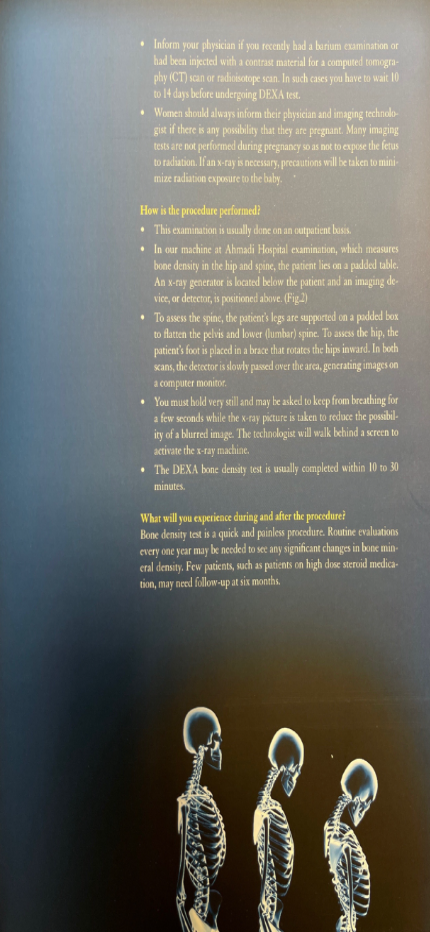 • Inform your physician if you recently had a barium examination or
had been injected with a contrast material for a computed tomogra-
phy (CT) scan or radioisotope scan. In such cases you have to wait 10
to 14 days before undergoing DEXA test.
• Women should always inform their physician and imaging technolo-
gist if there is any possibility that they are pregnant. Many imaging
tests are not performed during pregnancy so as not to expose the fetus
to radiation. If an x-ray is necessary, precautions will be taken to mini-
mize radiation exposure to the baby.
How is the procedure performed?
• This examination is usually done on an outpatient basis.
• In our machine at Ahmadi Hospital examination, which measures
bone density in the hip and spine, the patient lies on a padded table.
An x-ray generator is located below the patient and an imaging de-
vice, or detector, is positioned above. (Fig.2)
• To assess the spine, the patient's legs are supported on a padded box
to flatten the pelvis and lower (lumbar) spine. To assess the hip, the
patient's foot is placed in a brace that rotates the hips inward. In both
scans, the detector is slowly passed over the area, generating images on
a computer monitor.
• You must hold very still and may be asked to keep from breathing for
a few seconds while the x-ray picture is taken to reduce the possibil-
ity of a blurred image. The technologist will walk behind a screen to
activate the x-ray machine.
• The DEXA bone density test is usually completed within 10 to 30
minutes.
What will you experience during and after the procedure?
Bone density test is a quick and painless procedure. Routine evaluations
every one year may be needed to see any significant changes in bone min-
eral density. Few patients, such as patients on high dose steroid medica-
tion, may need follow-up at six months.